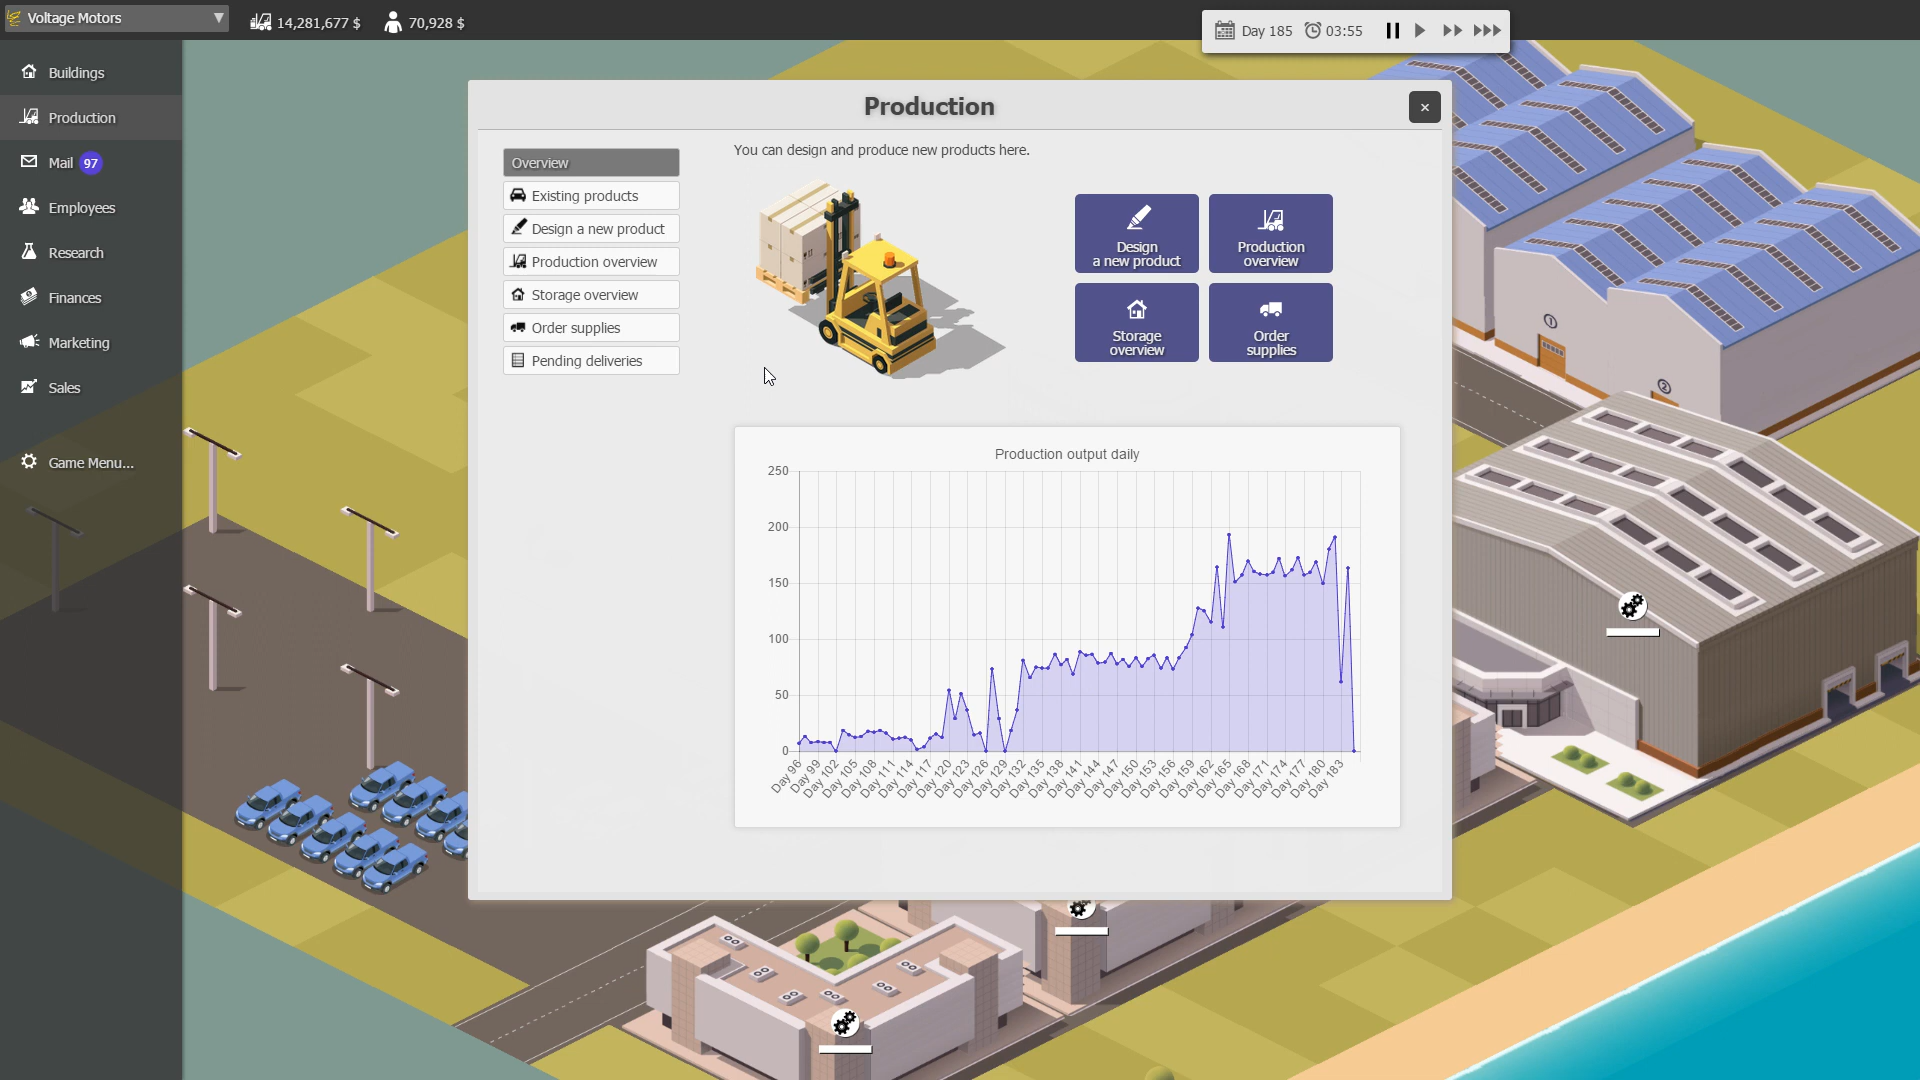 Voltage Motors
14,281,677 $
70,928 $
Day 185
03:55
Buildings
Production
Mail 97
Employees
Research
Finances
Marketing
Sales
Game Menu...
Production
×
Overview
Existing products
Design a new product
Production overview
Storage overview
Order supplies
Pending deliveries
You can design and produce new products here.
Design
a new product
Production
overview
Storage
overview
Order
supplies
Production output daily
250
200
150
100
50
0
Day 96
Day 99
Day 102
Day 105
Day 108
Day 111
Day 114
Day 117
Day 120
Day 123
Day 126
Day 129
Day 132
Day 135
Day 138
Day 141
Day 144
Day 147
Day 150
Day 153
Day 156
Day 159
Day 162
Day 165
Day 168
Day 171
Day 174
Day 177
Day 180
Day 183
1
2